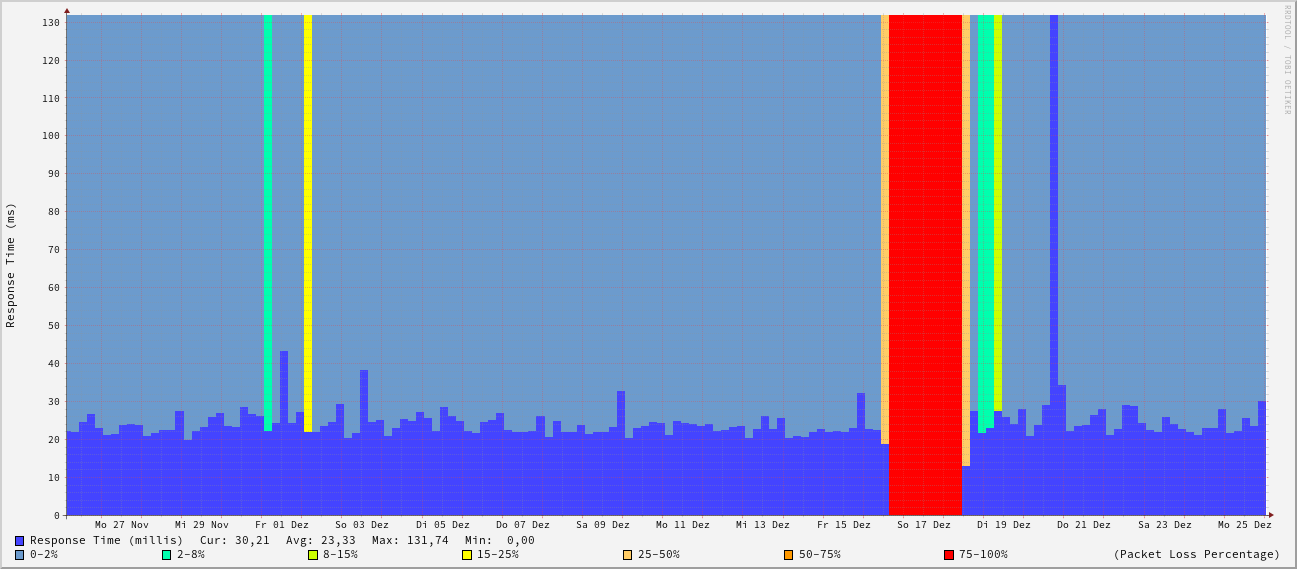 RRDTOOL / TOBI OETIKER
Response Time (ms)
130
120
110
100
90
80
70
60
50
40
30
20
10
0
Mo 27 Nov Mi 29 Nov Fr 01 Dez So 03 Dez Di 05 Dez Do 07 Dez Sa 09 Dez Mo 11 Dez Mi 13 Dez Fr 15 Dez So 17 Dez Di 19 Dez Do 21 Dez Sa 23 Dez Mo 25 Dez
Response Time (millis) Cur: 30,21 Avg: 23,33 Max: 131,74 Min: 0,00
0-2% 2-8% 8-15% 15-25% 25-50% 50-75% 75-100% (Packet Loss Percentage)